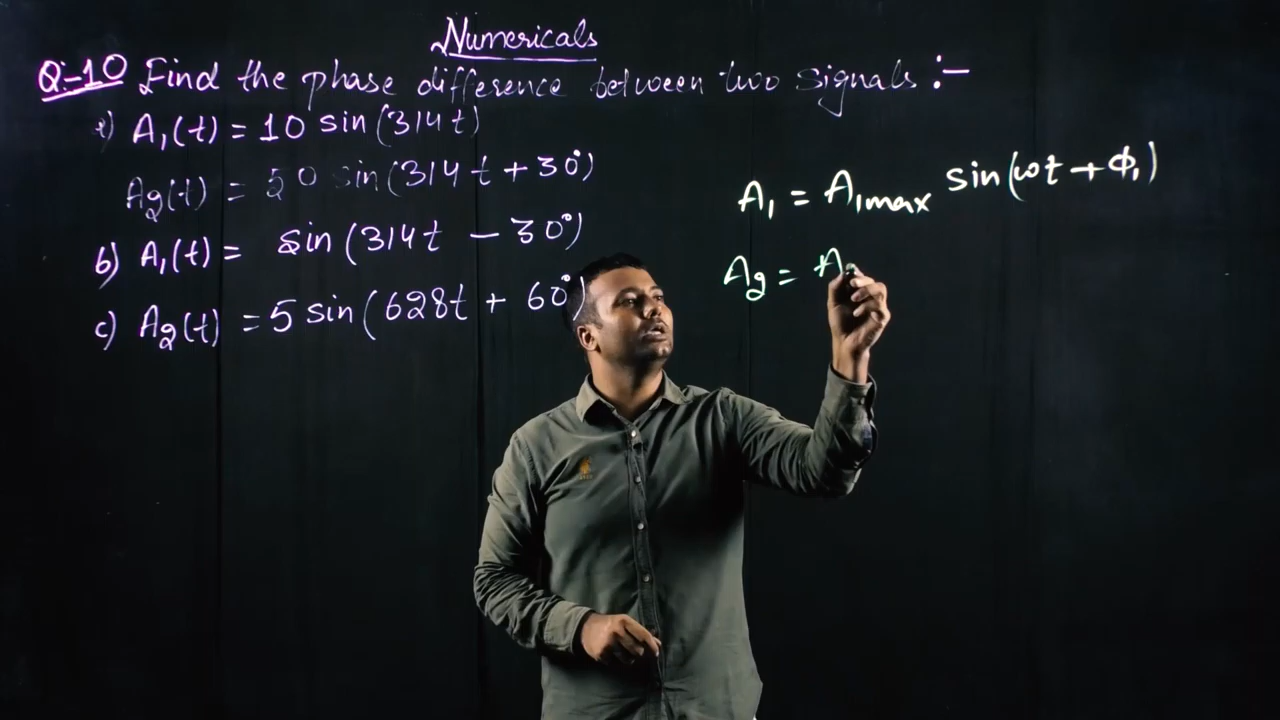 Numericals
Q:-10 Find the phase difference between two signals :-
A₁(t) = 10 sin(314t)
A₂(t) = 50 sin(314t + 30°)
b) A₁(t) = sin(314t - 30°)
c) A₂(t) = 5 sin(628t + 60°)
A₁ = A₁max sin(ωt + Φ₁)
A₂ = A₂